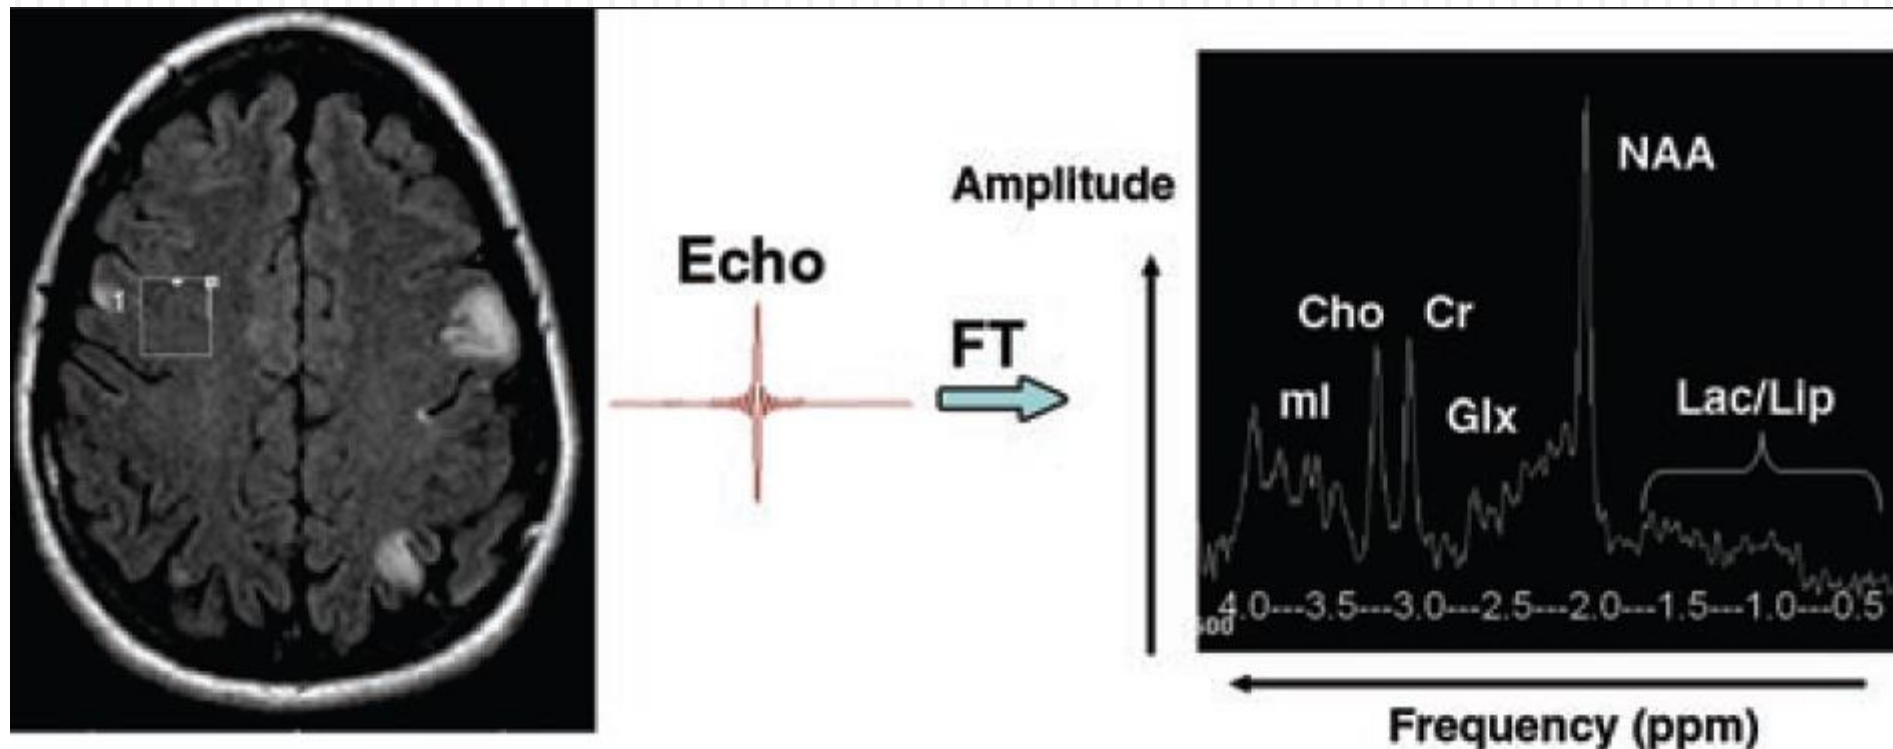 1
Echo
FT
Amplitude
NAA
Cho Cr
mI
Glx
Lac/Lip
4.0---3.5---3.0---2.5---2.0---1.5---1.0---0.5
Frequency (ppm)